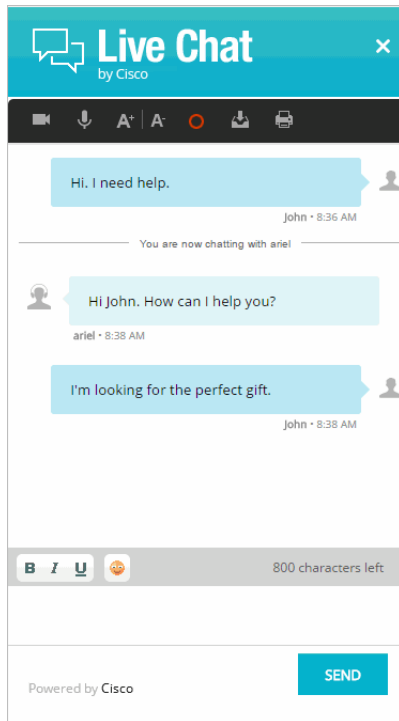 Live Chat
by Cisco
A+ A-
Hi. I need help.
John • 8:36 AM
You are now chatting with ariel
Hi John. How can I help you?
ariel • 8:38 AM
I'm looking for the perfect gift.
John • 8:38 AM
B I U 800 characters left
Powered by Cisco SEND